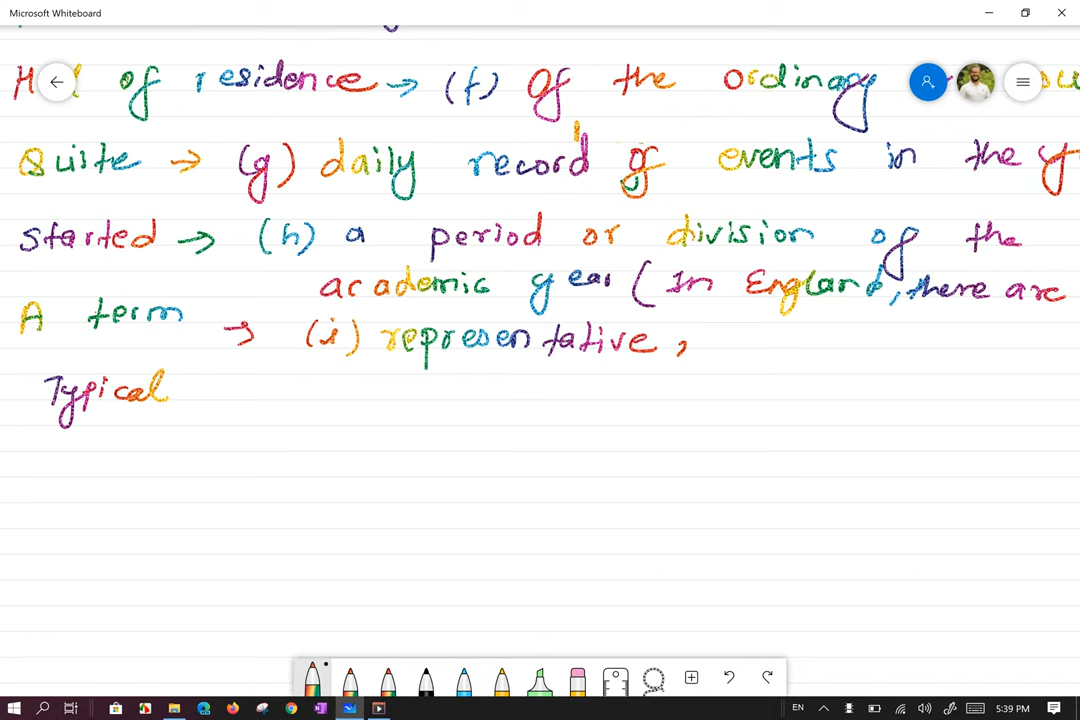 Microsoft Whiteboard
of residence → (f) Of the ordinary
Quite → (g) daily record of events in the
started → (h) a period or division of the
academic year (In England, there are
A term → (i) representative,
Typical
EN 5:39 PM